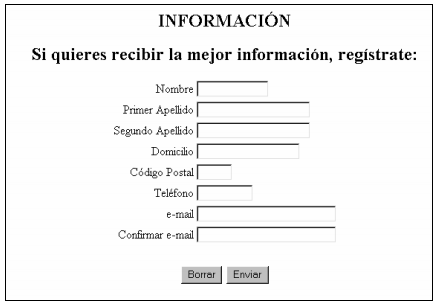 INFORMACIÓN
Si quieres recibir la mejor información, regístrate:
Nombre
Primer Apellido
Segundo Apellido
Domicilio
Código Postal
Teléfono
e-mail
Confirmar e-mail
Borrar Enviar